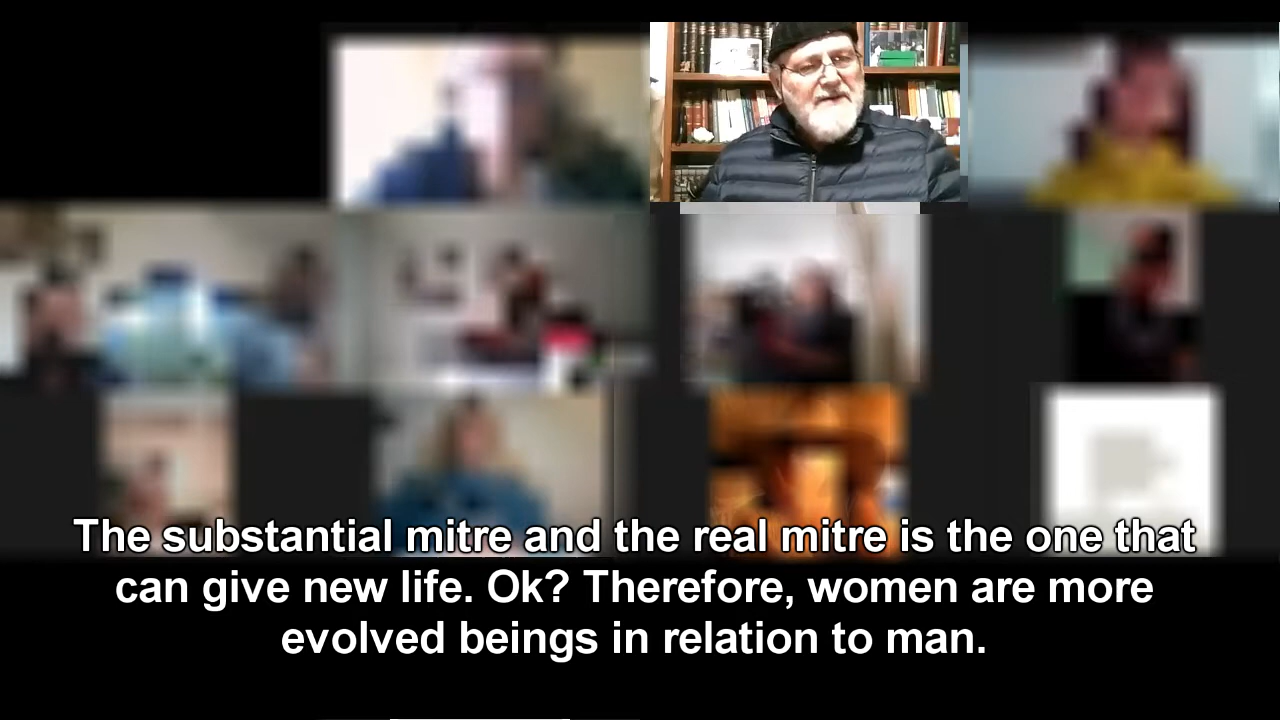 The substantial mitre and the real mitre is the one that
can give new life. Ok? Therefore, women are more
evolved beings in relation to man.